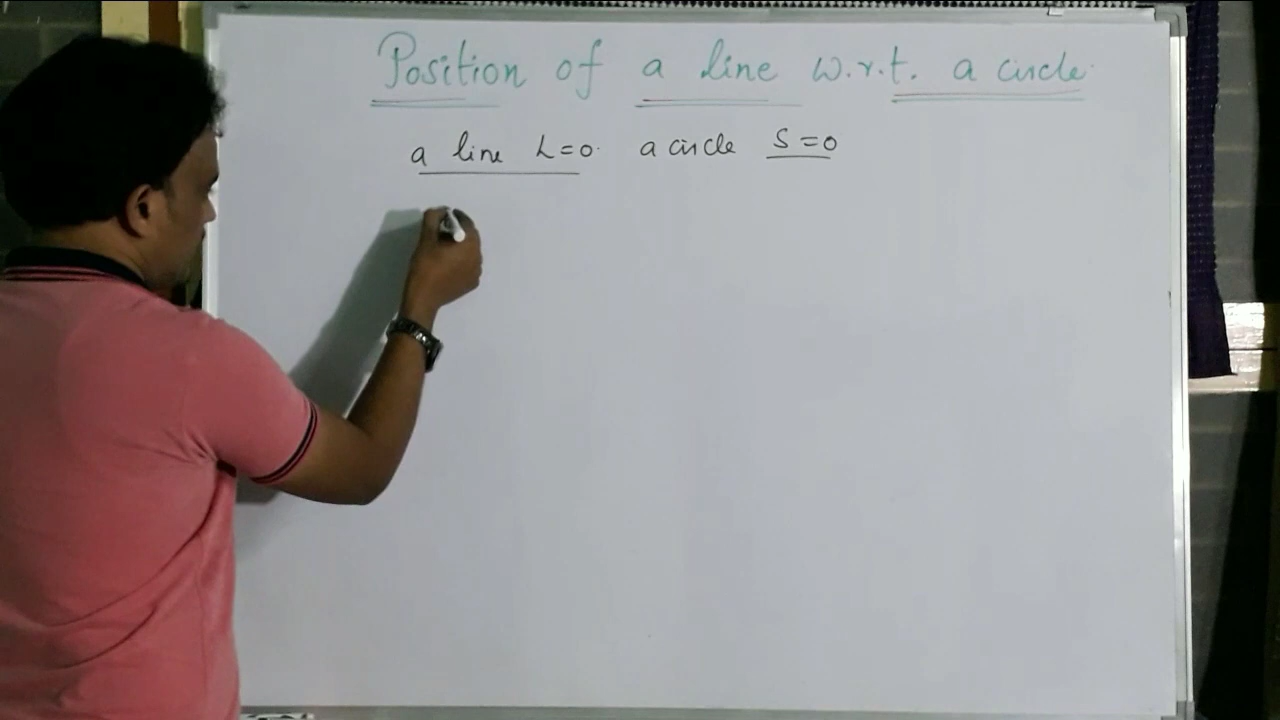 Position of a line w.r.t. a circle.
a line L=0. a circle S=0